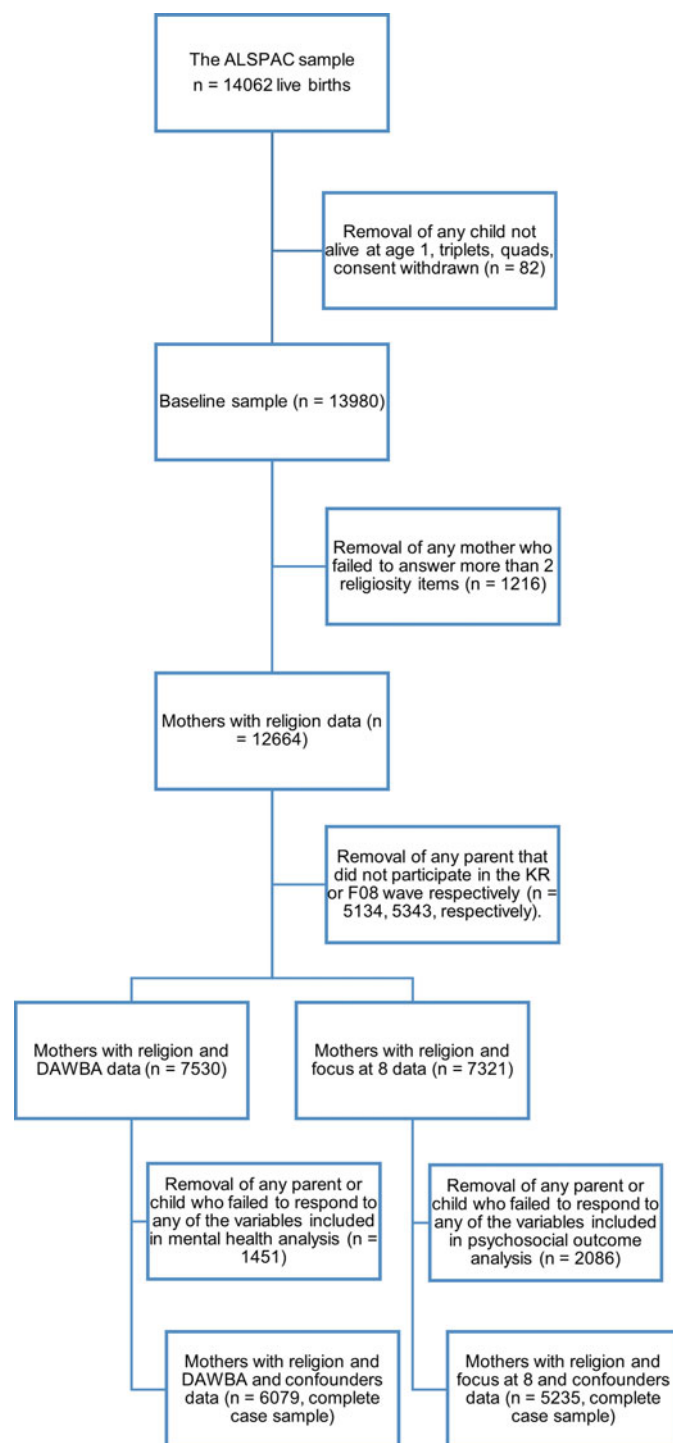 The ALSPAC sample
n = 14062 live births
Removal of any child not
alive at age 1, triplets, quads,
consent withdrawn (n = 82)
Baseline sample (n = 13980)
Removal of any mother who
failed to answer more than 2
religiosity items (n = 1216)
Mothers with religion data (n
= 12664)
Removal of any parent that
did not participate in the KR
or F08 wave respectively (n =
5134, 5343, respectively).
Mothers with religion and
DAWBA data (n = 7530)
Mothers with religion and
focus at 8 data (n = 7321)
Removal of any parent or
child who failed to respond to
any of the variables included
in mental health analysis (n =
1451)
Removal of any parent or
child who failed to respond to
any of the variables included
in psychosocial outcome
analysis (n = 2086)
Mothers with religion and
DAWBA and confounders
data (n = 6079, complete
case sample)
Mothers with religion and
focus at 8 and confounders
data (n = 5235, complete
case sample)